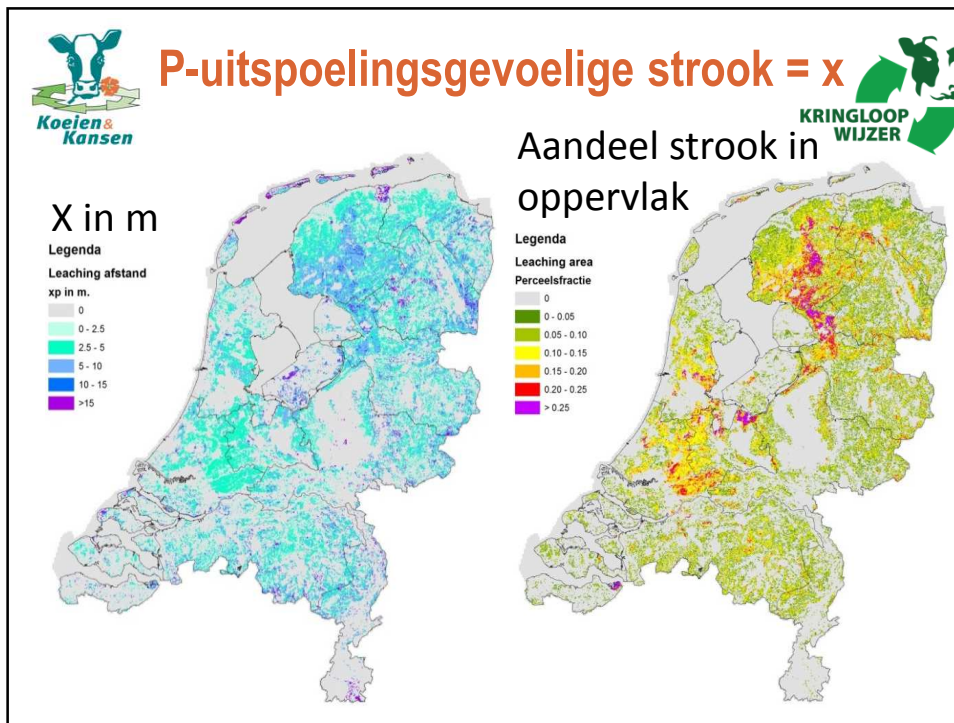 P-uitspoelingsgevoelige strook = x
Koeien &
Kansen
KRINGLOOP
WIJZER
X in m
Legenda
Leaching afstand
xp in m.
0
0 - 2.5
2.5 - 5
5 - 10
10 - 15
>15
Aandeel strook in
oppervlak
Legenda
Leaching area
Perceelsfractie
0
0 - 0.05
0.05 - 0.10
0.10 - 0.15
0.15 - 0.20
0.20 - 0.25
> 0.25